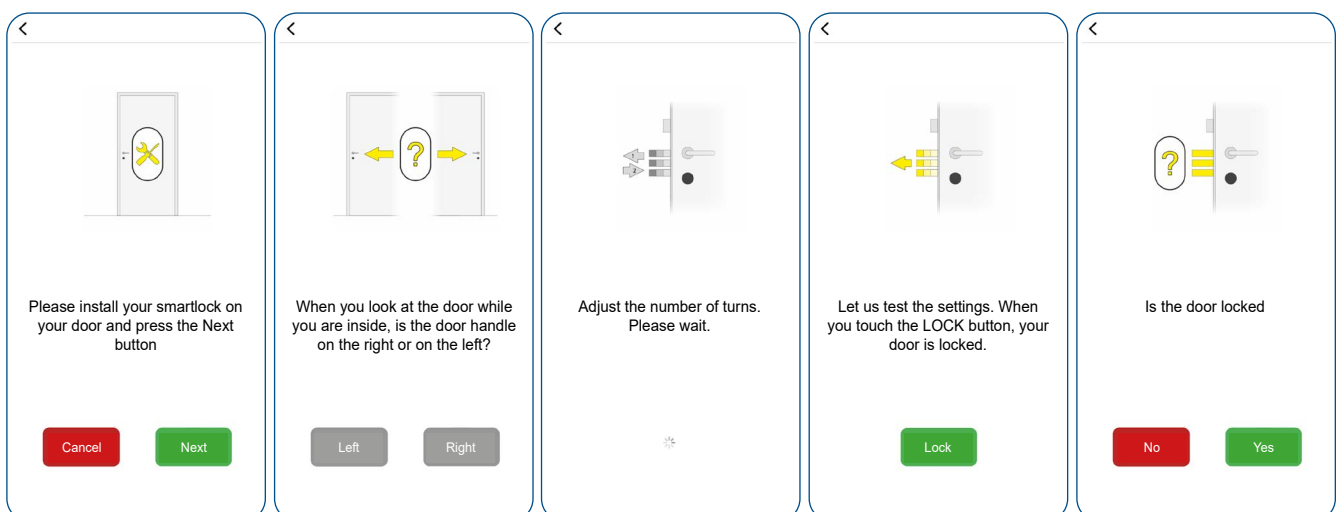 Please install your smartlock on
your door and press the Next
button
Cancel
Next
When you look at the door while
you are inside, is the door handle
on the right or on the left?
Left
Right
1
2
Adjust the number of turns.
Please wait.
Let us test the settings. When
you touch the LOCK button, your
door is locked.
Lock
?
Is the door locked
No
Yes